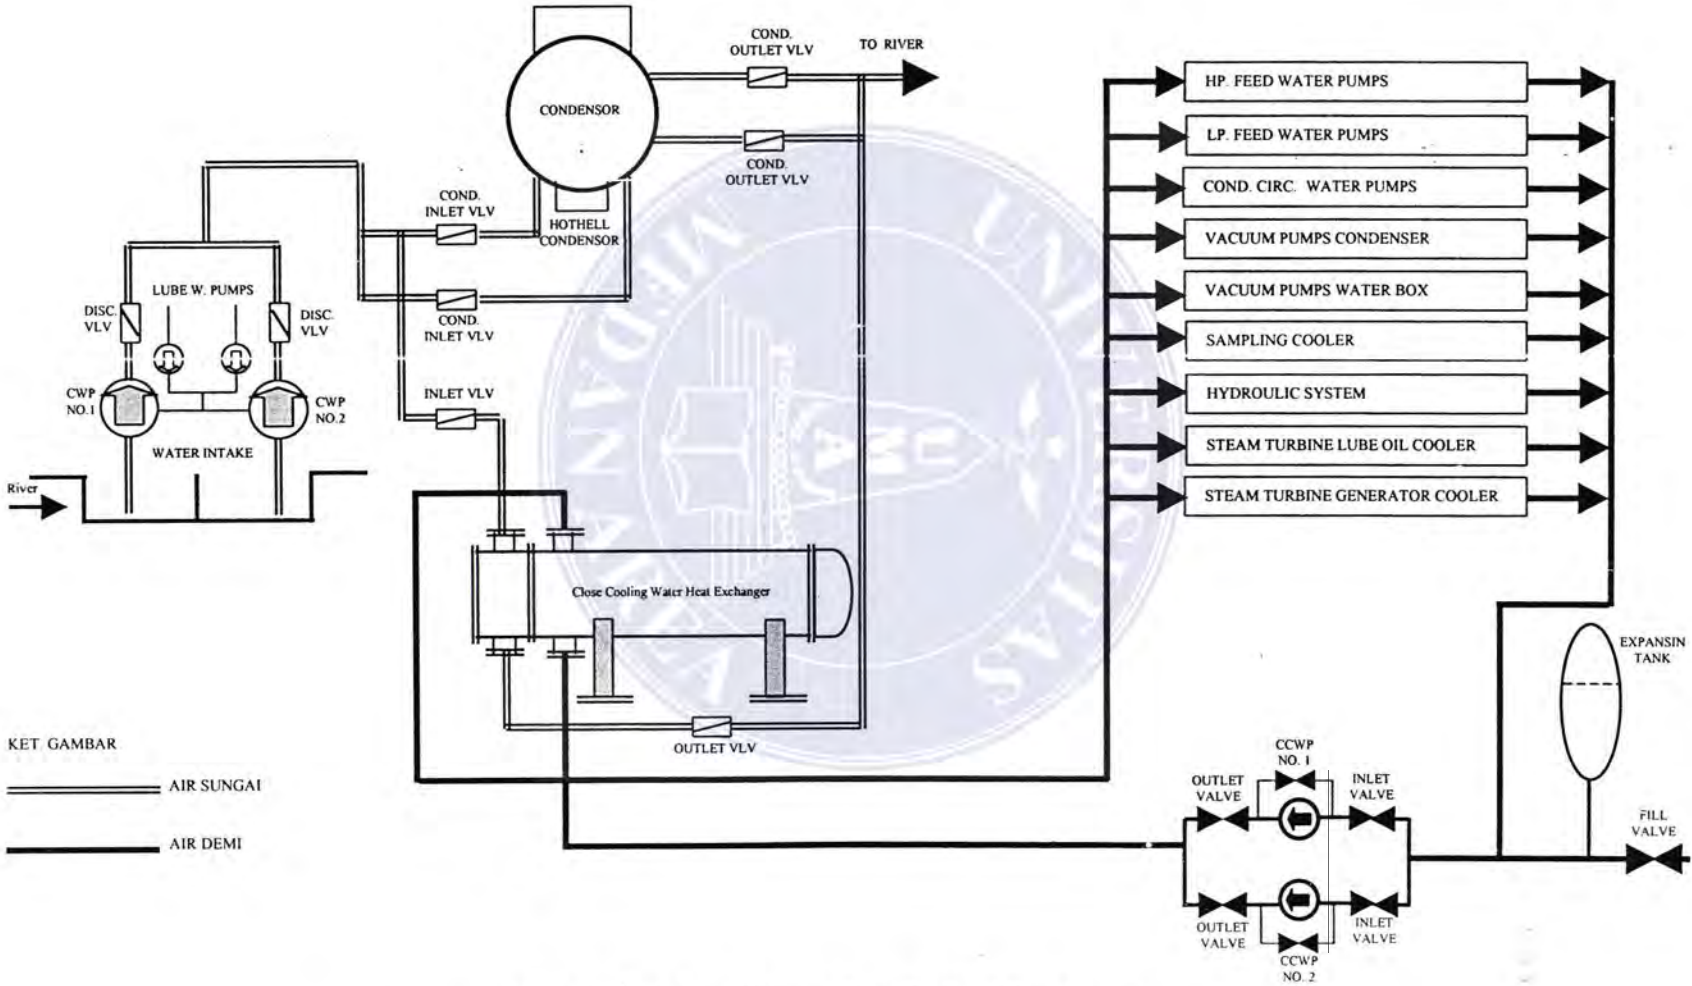 COND.
OUTLET VLV
TO RIVER
CONDENSOR
COND.
OUTLET VLV
COND.
INLET VLV
HOTHELL
CONDENSOR
COND.
INLET VLV
LUBE W. PUMPS
DISC.
VLV
DISC.
VLV
CWP
NO.1
CWP
NO.2
WATER INTAKE
River
INLET VLV
Close Cooling Water Heat Exchanger
OUTLET VLV
HP. FEED WATER PUMPS
LP. FEED WATER PUMPS
COND. CIRC. WATER PUMPS
VACUUM PUMPS CONDENSER
VACUUM PUMPS WATER BOX
SAMPLING COOLER
HYDROULIC SYSTEM
STEAM TURBINE LUBE OIL COOLER
STEAM TURBINE GENERATOR COOLER
EXPANSIN
TANK
CCWP
NO. 1
OUTLET
VALVE
INLET
VALVE
FILL
VALVE
OUTLET
VALVE
INLET
VALVE
CCWP
NO. 2
KET. GAMBAR
AIR SUNGAI
AIR DEMI
UNIVERSITAS
MEDAN AREA
UMA